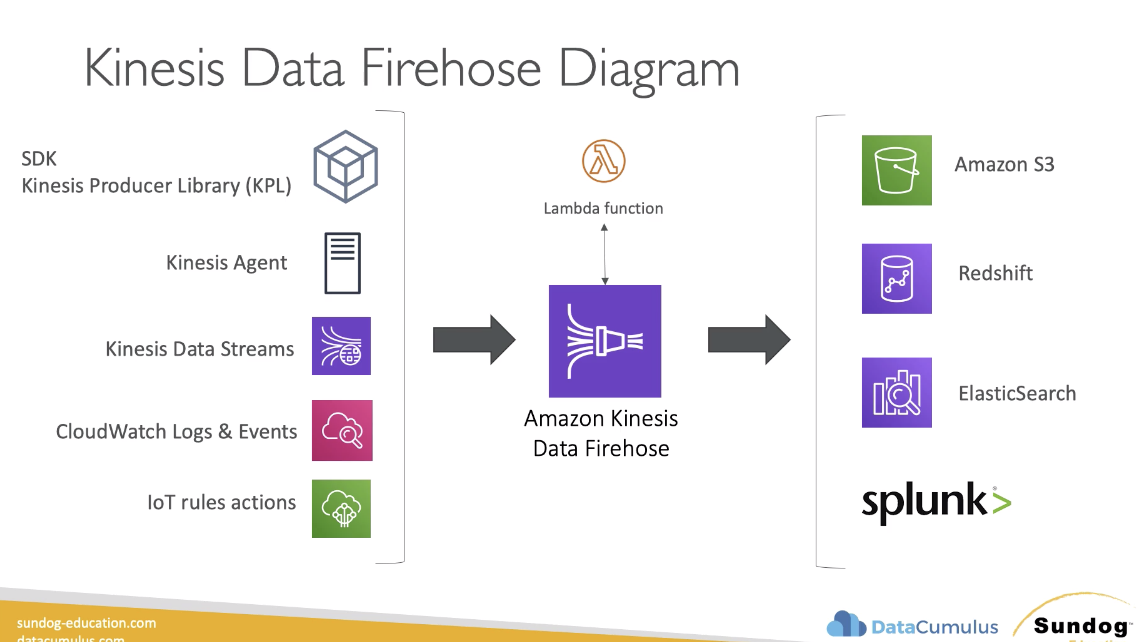 Kinesis Data Firehose Diagram
SDK
Kinesis Producer Library (KPL)
Kinesis Agent
Kinesis Data Streams
CloudWatch Logs & Events
IoT rules actions
Lambda function
Amazon Kinesis
Data Firehose
Amazon S3
Redshift
ElasticSearch
splunk>
sundog-education.com
datacumulus.com
DataCumulus
Sundog